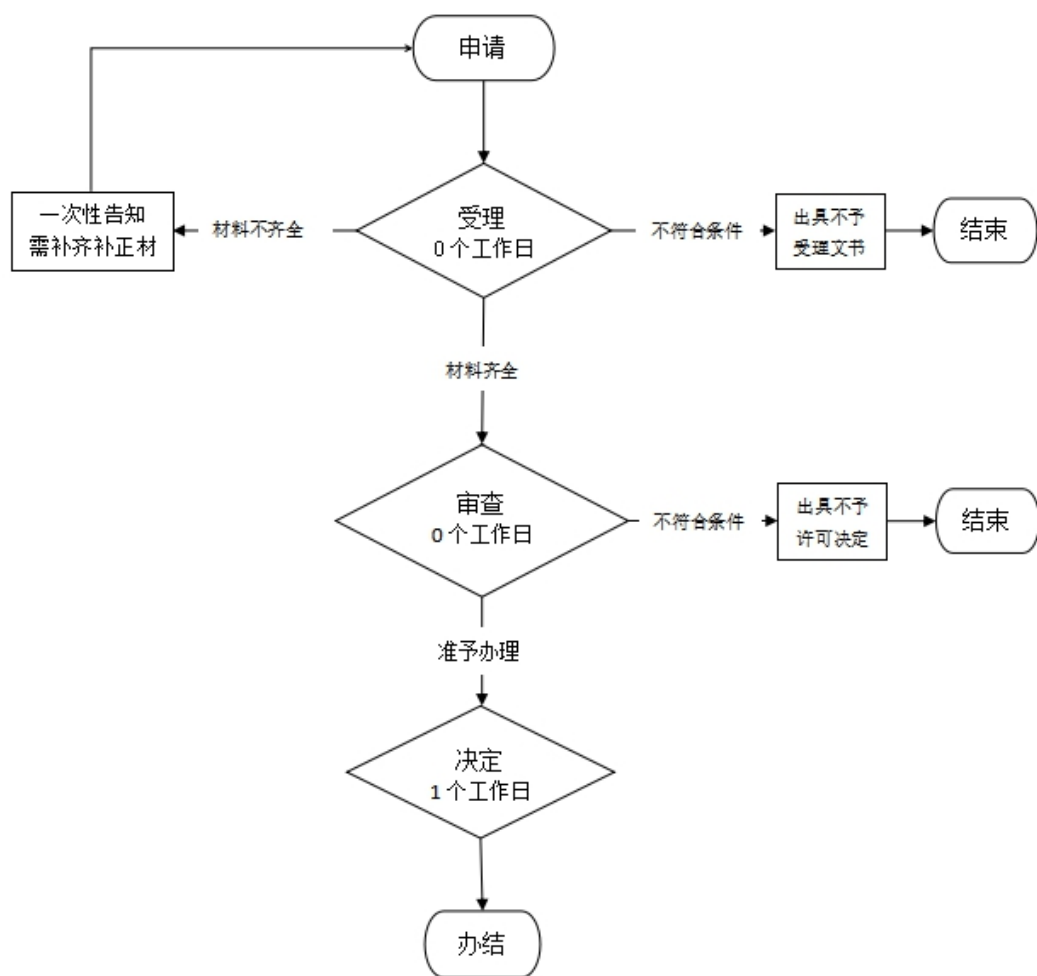 申请
一次性告知
需补齐补正材
材料不齐全
受理
0 个工作日
不符合条件
出具不予
受理文书
结束
材料齐全
审查
0 个工作日
不符合条件
出具不予
许可决定
结束
准予办理
决定
1 个工作日
办结